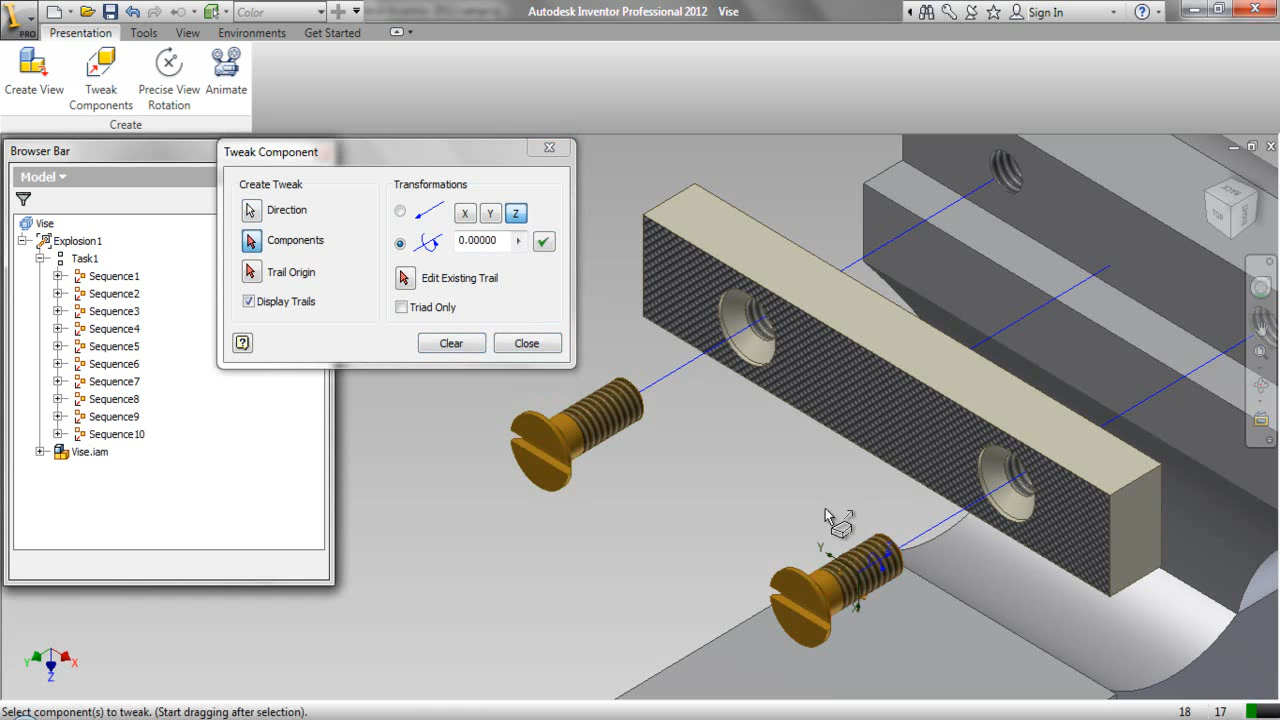 PRO
Color
Autodesk Inventor Professional 2012 Vise
Sign In
Presentation Tools View Environments Get Started
Create View
Tweak Components
Precise View Rotation
Animate
Create
Browser Bar
Model
Vise
Explosion1
Task1
Sequence1
Sequence2
Sequence3
Sequence4
Sequence5
Sequence6
Sequence7
Sequence8
Sequence9
Sequence10
Vise.iam
Tweak Component
Create Tweak
Direction
Components
Trail Origin
Display Trails
Transformations
X Y Z
0.00000
Edit Existing Trail
Triad Only
Clear
Close
TOP
BACK
Y
X
Y X
Z
Select component(s) to tweak. (Start dragging after selection).
18 17